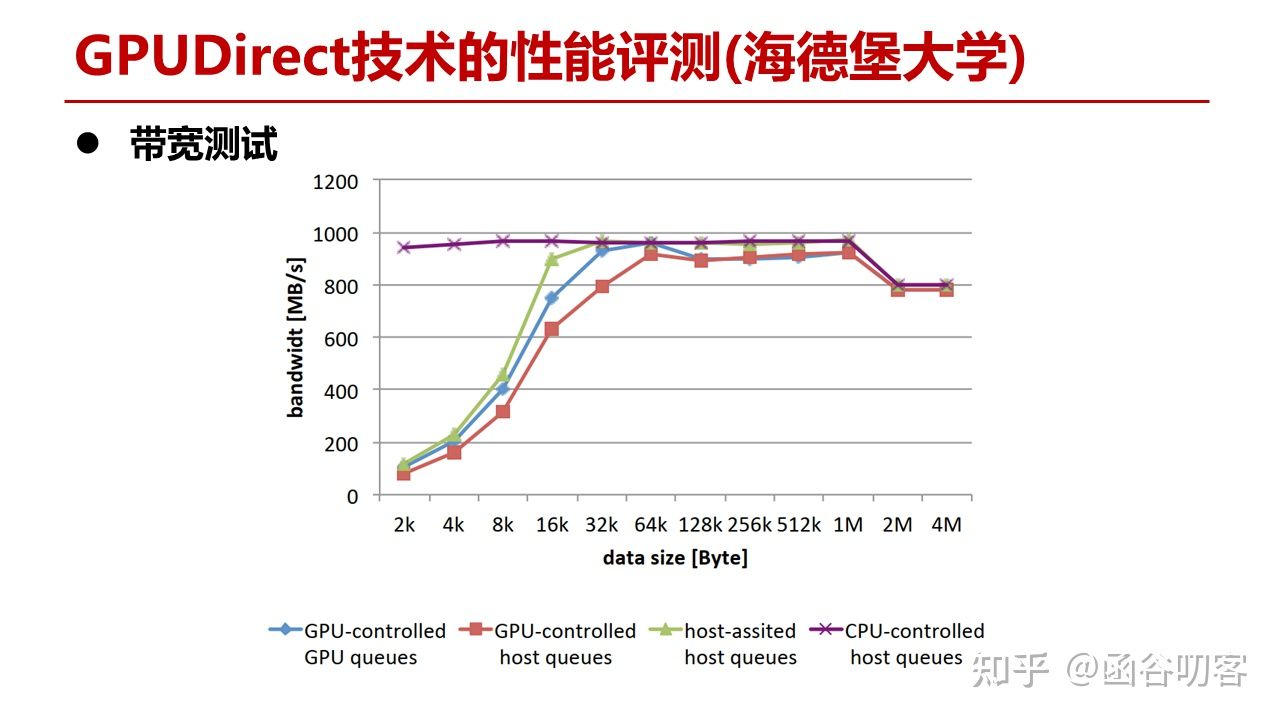 GPUDirect技术的性能评测(海德堡大学)
● 带宽测试
1200
1000
800
600
400
200
0
bandwidt [MB/s]
2k 4k 8k 16k 32k 64k 128k 256k 512k 1M 2M 4M
data size [Byte]
GPU-controlled GPU queues
GPU-controlled host queues
host-assited host queues
CPU-controlled host queues
知乎 @函谷叨客